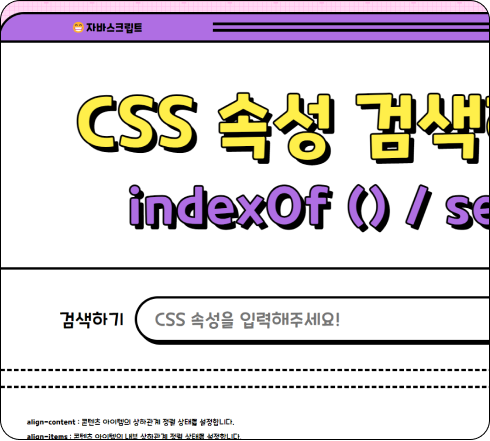 자바스크립트
CSS 속성 검색
indexOf () / se
검색하기
CSS 속성을 입력해주세요!
align-content : 콘텐츠 아이템의 상하관계 정렬 상태를 설정합니다.
align-items : 콘텐츠 아이템의 내부 상하관계 정렬 상태를 설정합니다.